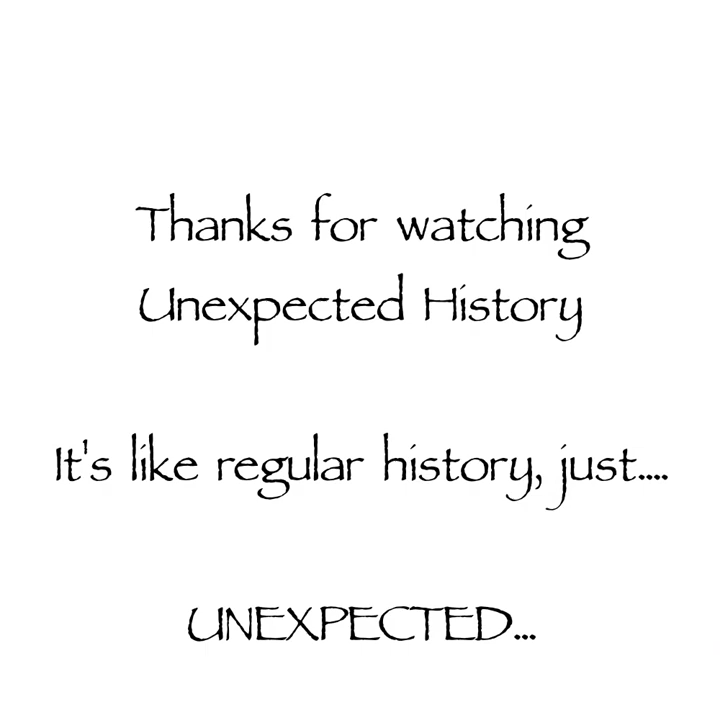 Thanks for watching
Unexpected History
It's like regular history, just....
UNEXPECTED...